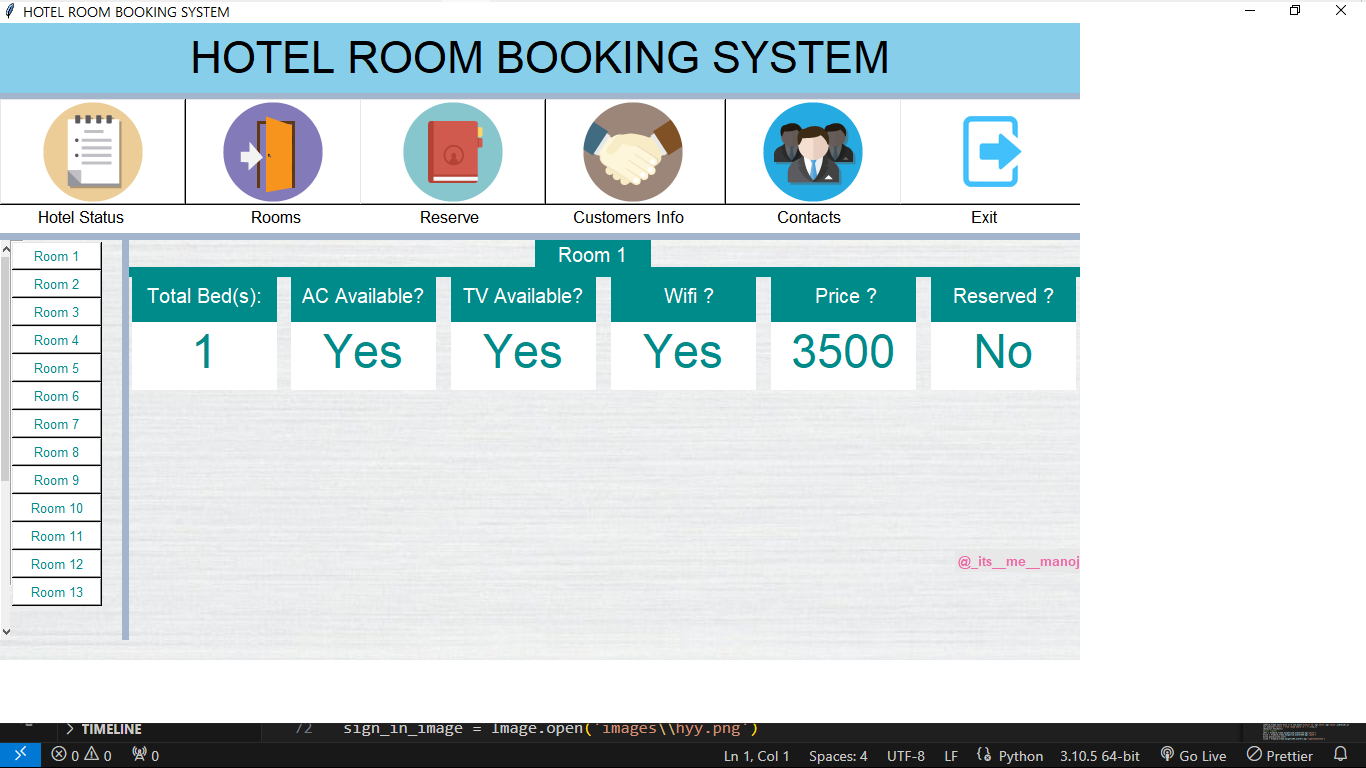 HOTEL ROOM BOOKING SYSTEM
HOTEL ROOM BOOKING SYSTEM
Hotel Status
Rooms
Reserve
Customers Info
Contacts
Exit
Room 1
Room 2
Room 3
Room 4
Room 5
Room 6
Room 7
Room 8
Room 9
Room 10
Room 11
Room 12
Room 13
Room 1
Total Bed(s): AC Available? TV Available? Wifi ? Price ? Reserved ?
1 Yes Yes Yes 3500 No
@_its__me__manoj
TIMELINE
72 sign_in_image = Image.open('images\\hyy.png')
0 0 0 Ln 1, Col 1 Spaces: 4 UTF-8 LF Python 3.10.5 64-bit Go Live Prettier